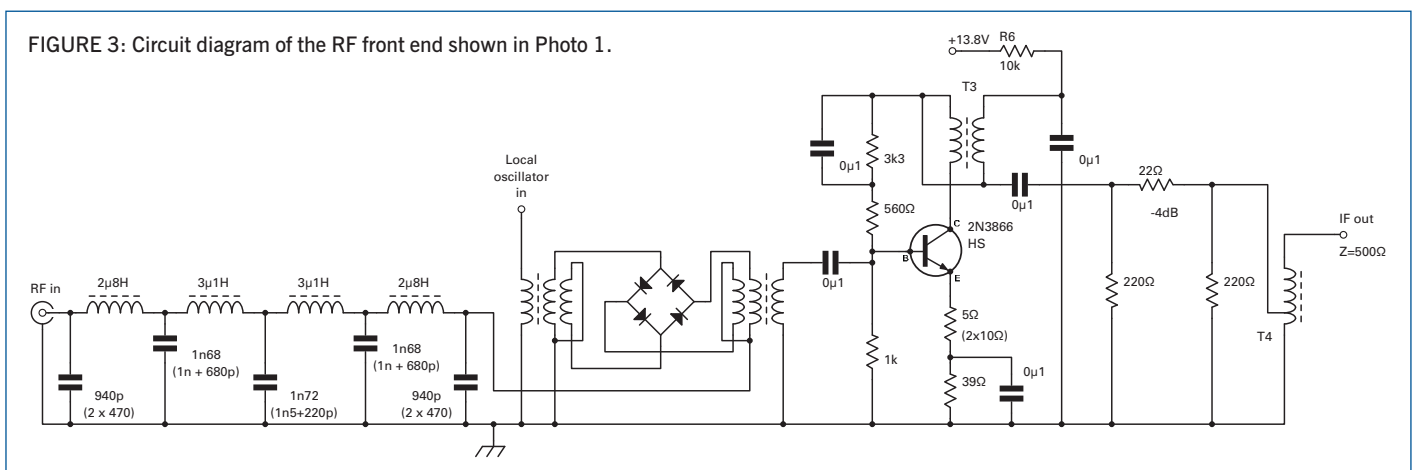 FIGURE 3: Circuit diagram of the RF front end shown in Photo 1.
+13.8V
R6
10k
T3
0µ1
3k3
0µ1
22Ω
-4dB
Local
oscillator
in
560Ω
0µ1
C
2N3866
HS
B
E
IF out
Z=500Ω
RF in
2µ8H
3µ1H
3µ1H
2µ8H
0µ1
220Ω
220Ω
5Ω
(2x10Ω)
T4
1n68
(1n + 680p)
1n68
(1n + 680p)
1k
0µ1
39Ω
940p
(2 x 470)
1n72
(1n5+220p)
940p
(2 x 470)